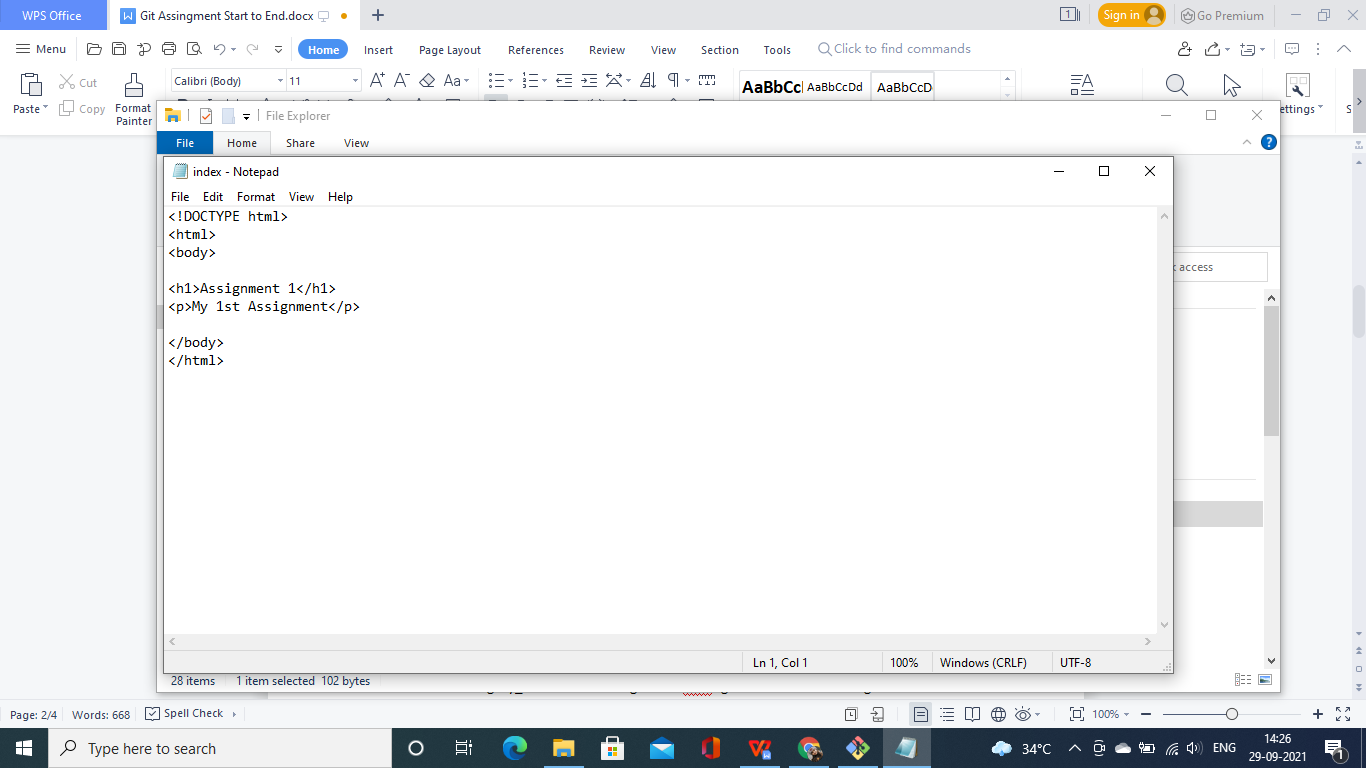 WPS Office
Git Assingment Start to End.docx
1
Sign in
Go Premium
Menu
Home
Insert
Page Layout
References
Review
View
Section
Tools
Click to find commands
Paste
Cut
Copy
Format
Painter
Calibri (Body)
11
AaBbCc
AaBbCcDd
AaBbCcD
ettings
S
File Explorer
File
Home
Share
View
index - Notepad
File Edit Format View Help
<!DOCTYPE html>
<html>
<body>
<h1>Assignment 1</h1>
<p>My 1st Assignment</p>
</body>
</html>
access
Ln 1, Col 1
100%
Windows (CRLF)
UTF-8
28 items
1 item selected 102 bytes
Page: 2/4
Words: 668
Spell Check
100%
Type here to search
34°C
ENG
14:26
29-09-2021
1